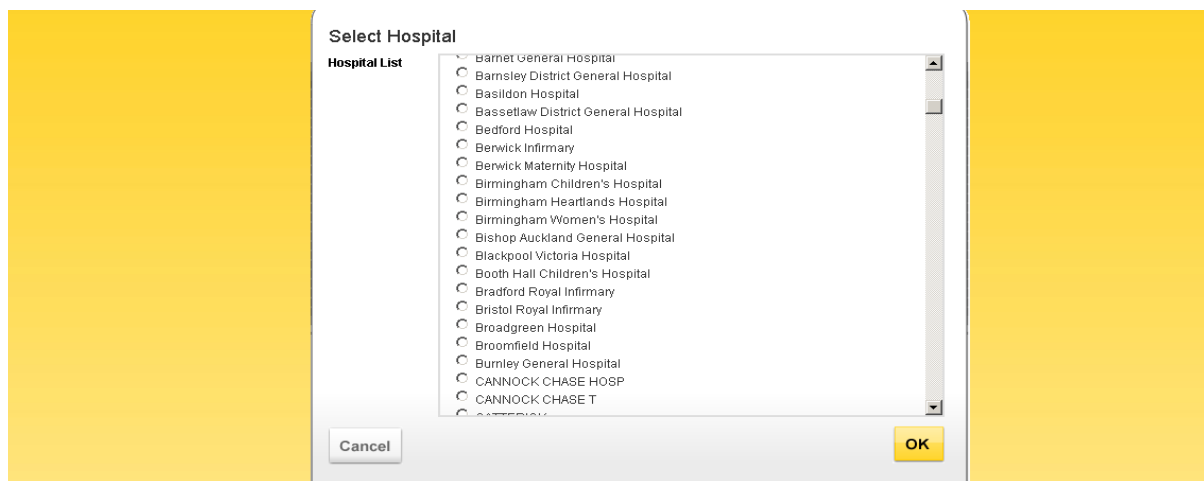 Select Hospital
Hospital List
Barnet General Hospital
Barnsley District General Hospital
Basildon Hospital
Bassetlaw District General Hospital
Bedford Hospital
Berwick Infirmary
Berwick Maternity Hospital
Birmingham Children's Hospital
Birmingham Heartlands Hospital
Birmingham Women's Hospital
Bishop Auckland General Hospital
Blackpool Victoria Hospital
Booth Hall Children's Hospital
Bradford Royal Infirmary
Bristol Royal Infirmary
Broadgreen Hospital
Broomfield Hospital
Burnley General Hospital
CANNOCK CHASE HOSP
CANNOCK CHASE T
Cancel
OK